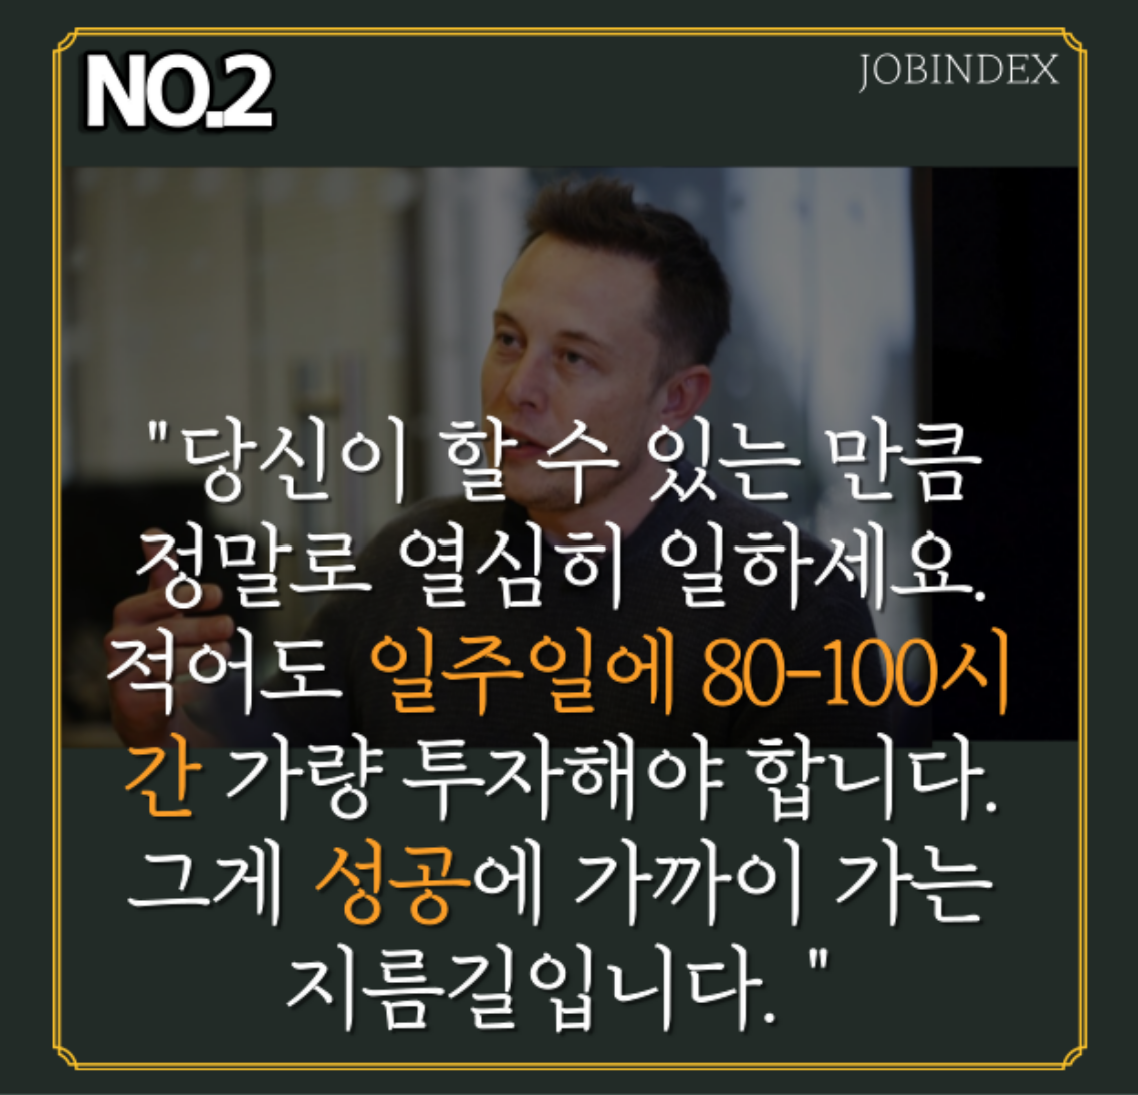 NO.2
JOBINDEX
"당신이 할 수 있는 만큼
정말로 열심히 일하세요.
적어도 일주일에 80-100시
간 가량 투자해야 합니다.
그게 성공에 가까이 가는
지름길입니다. "